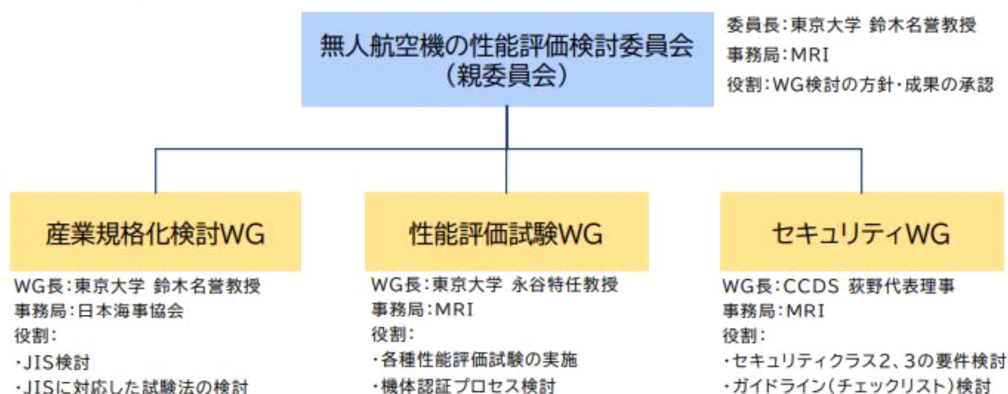 無人航空機の性能評価検討委員会
(親委員会)
委員長:東京大学 鈴木名誉教授
事務局:MRI
役割:WG検討の方針・成果の承認
産業規格化検討WG
WG長:東京大学 鈴木名誉教授
事務局:日本海事協会
役割:
・JIS検討
・JISに対応した試験法の検討
性能評価試験WG
WG長:東京大学 永谷特任教授
事務局:MRI
役割:
・各種性能評価試験の実施
・機体認証プロセス検討
セキュリティWG
WG長:CCDS 荻野代表理事
事務局:MRI
役割:
・セキュリティクラス2、3の要件検討
・ガイドライン(チェックリスト)検討